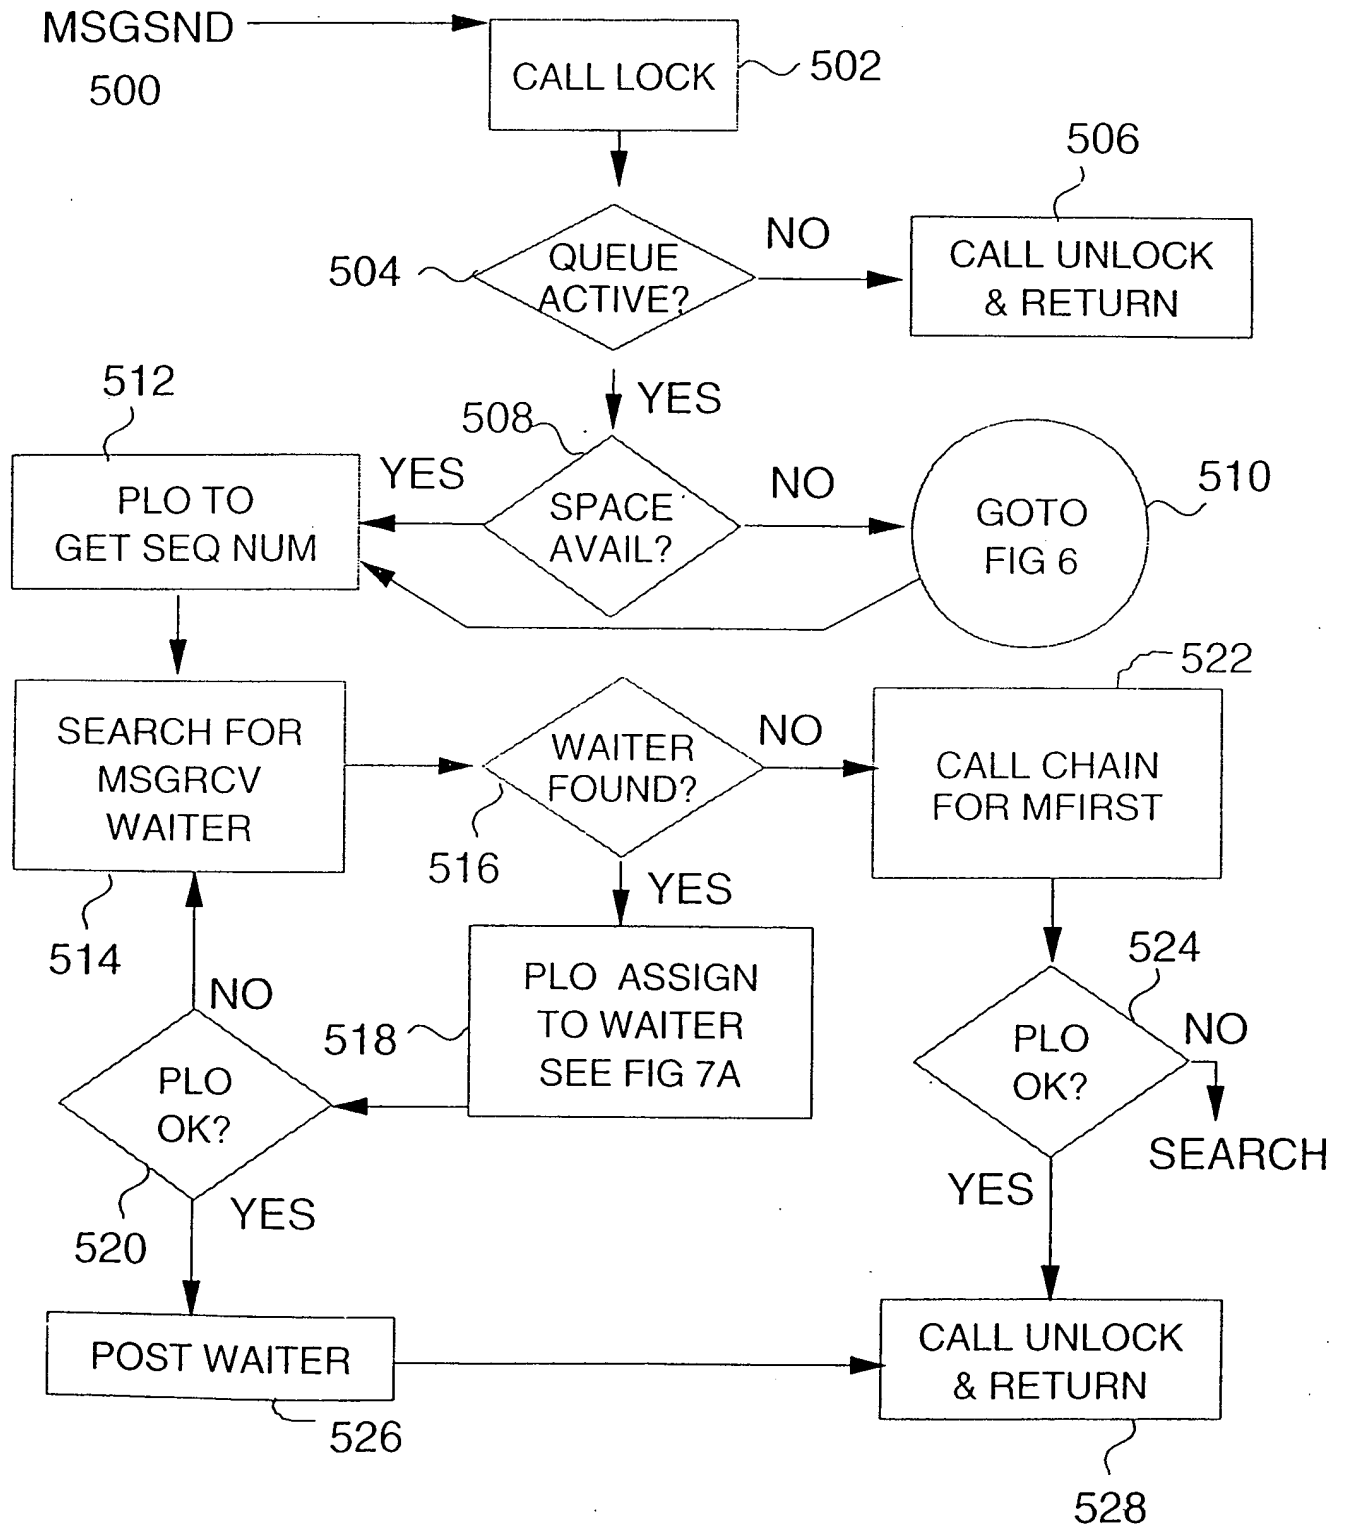 MSGSND
500
CALL LOCK
502
506
504
QUEUE
ACTIVE?
NO
CALL UNLOCK
& RETURN
512
YES
508
YES
SPACE
AVAIL?
NO
GOTO
FIG 6
510
PLO TO
GET SEQ NUM
522
SEARCH FOR
MSGRCV
WAITER
WAITER
FOUND?
NO
CALL CHAIN
FOR MFIRST
516
YES
514
NO
518
PLO ASSIGN
TO WAITER
SEE FIG 7A
524
PLO
OK?
NO
SEARCH
PLO
OK?
520
YES
YES
POST WAITER
526
CALL UNLOCK
& RETURN
528